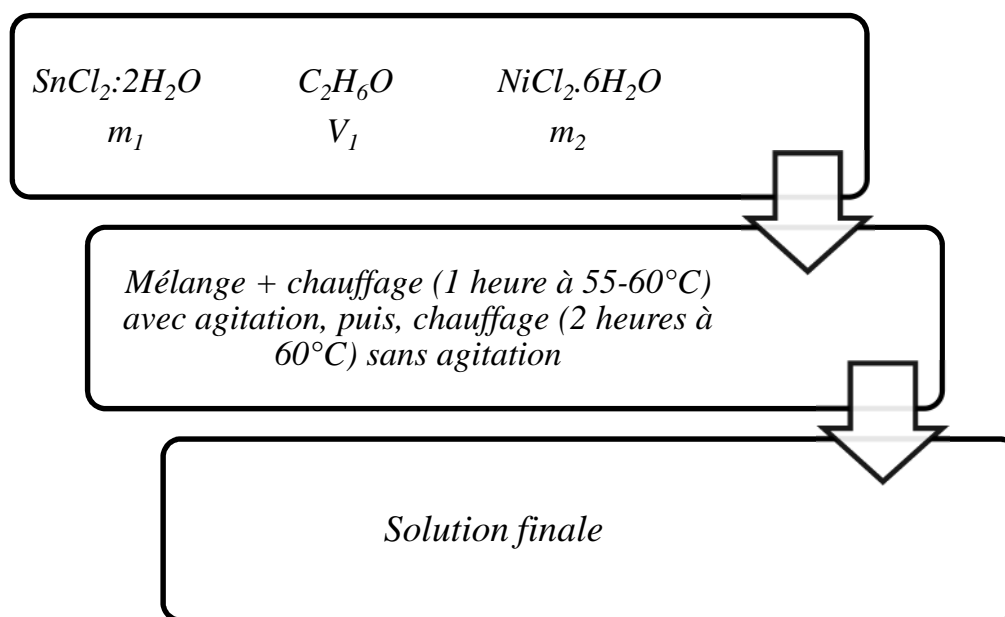 SnCl₂:2H₂O C₂H₆O NiCl₂.6H₂O
m₁ V₁ m₂
Mélange + chauffage (1 heure à 55-60°C)
avec agitation, puis, chauffage (2 heures à
60°C) sans agitation
Solution finale